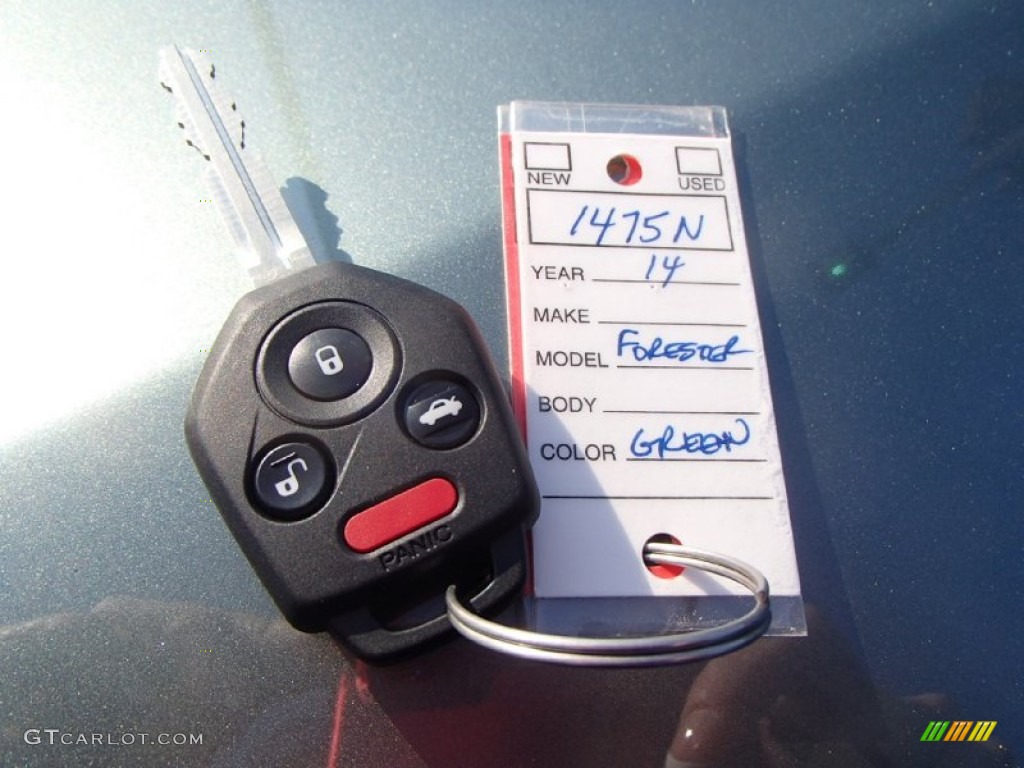 NEW USED
1475N
YEAR 14
MAKE
MODEL FORESTER
BODY
COLOR GREEN
PANIC
GTCARLOT.COM